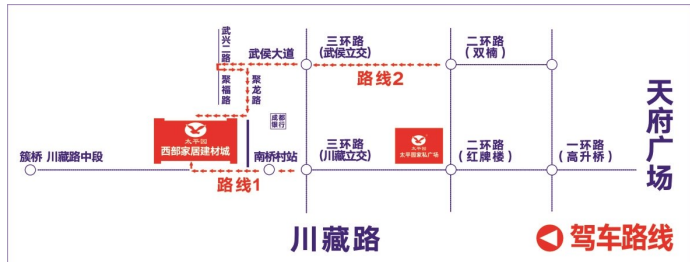 武兴二路
武侯大道
三环路
(武侯立交)
二环路
(双楠)
路线2
聚福路
聚龙路
成都
银行
太平园
西部家居建材城
太平园
太平园家私广场
天府广场
簇桥 川藏路中段
南桥村站
三环路
(川藏立交)
二环路
(红牌楼)
一环路
(高升桥)
路线1
川藏路
驾车路线